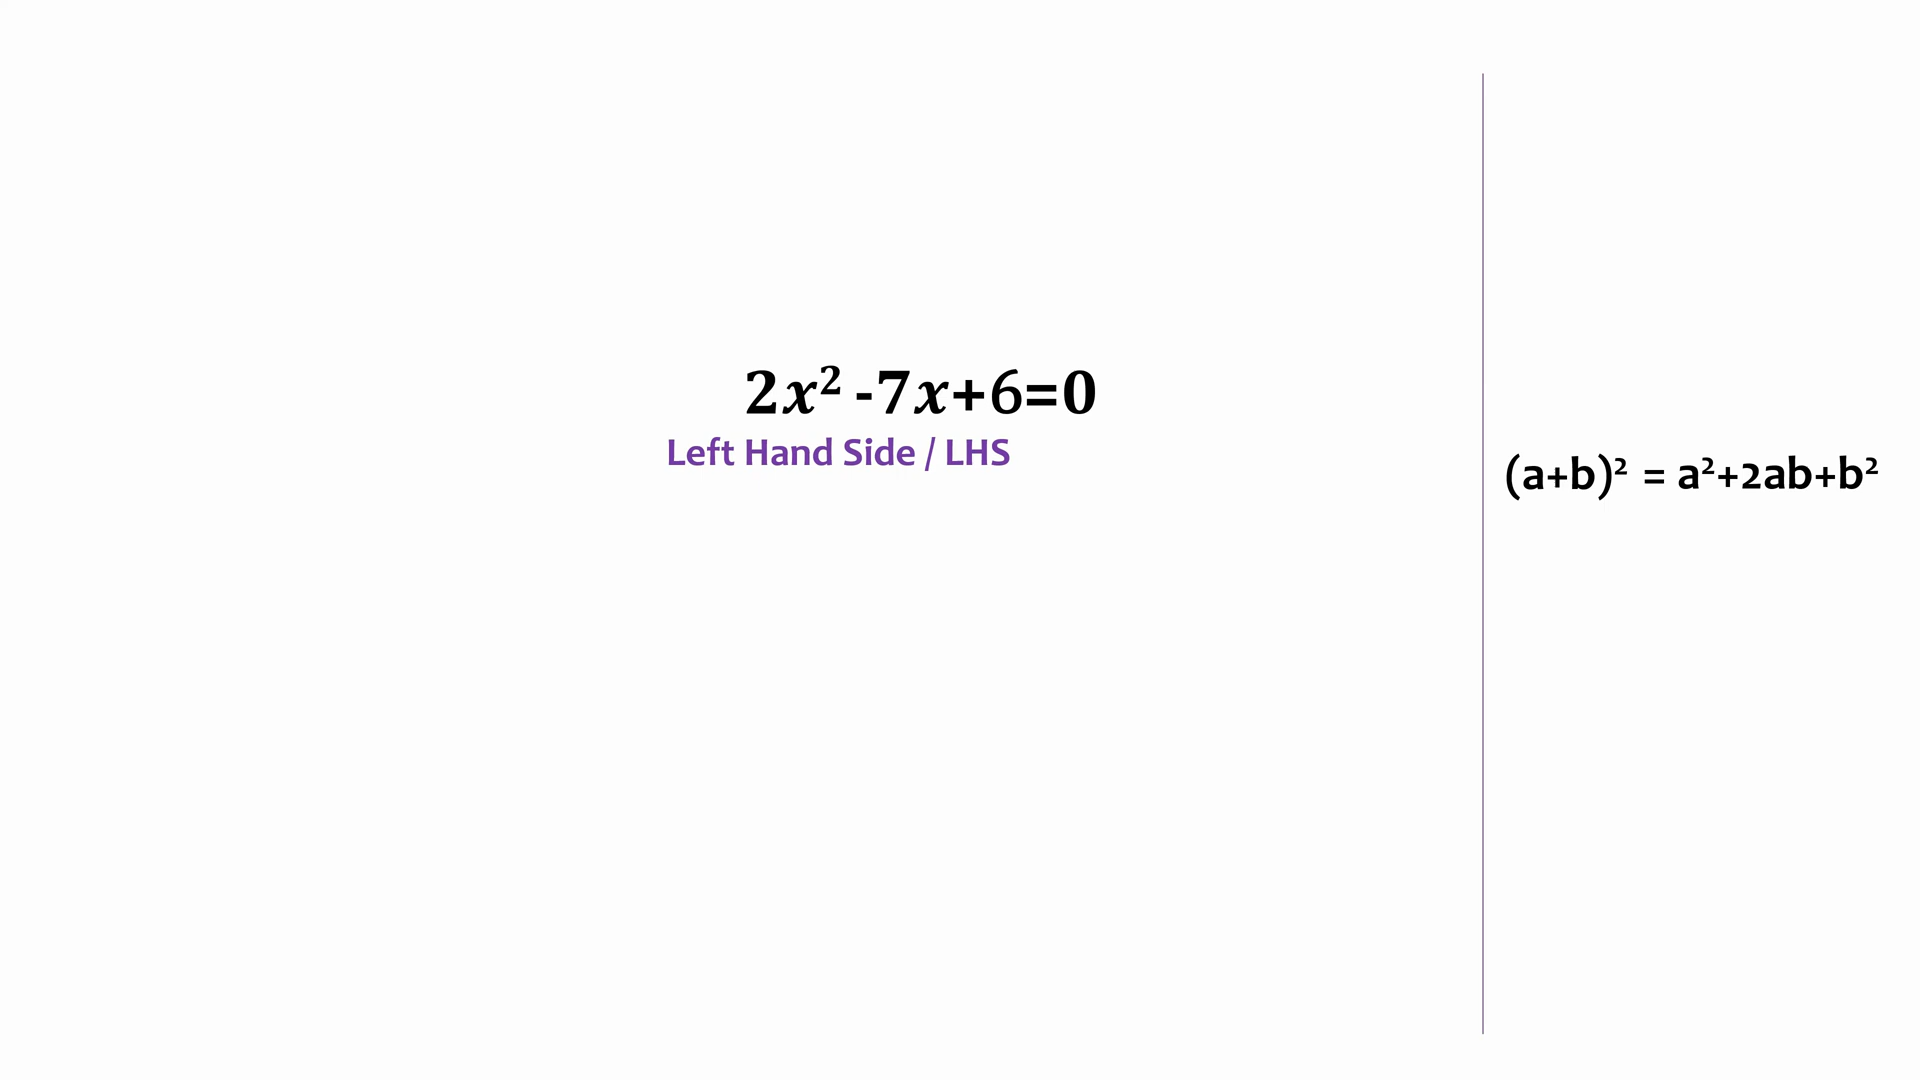 2x² -7x+6=0
Left Hand Side / LHS
(a+b)² = a²+2ab+b²